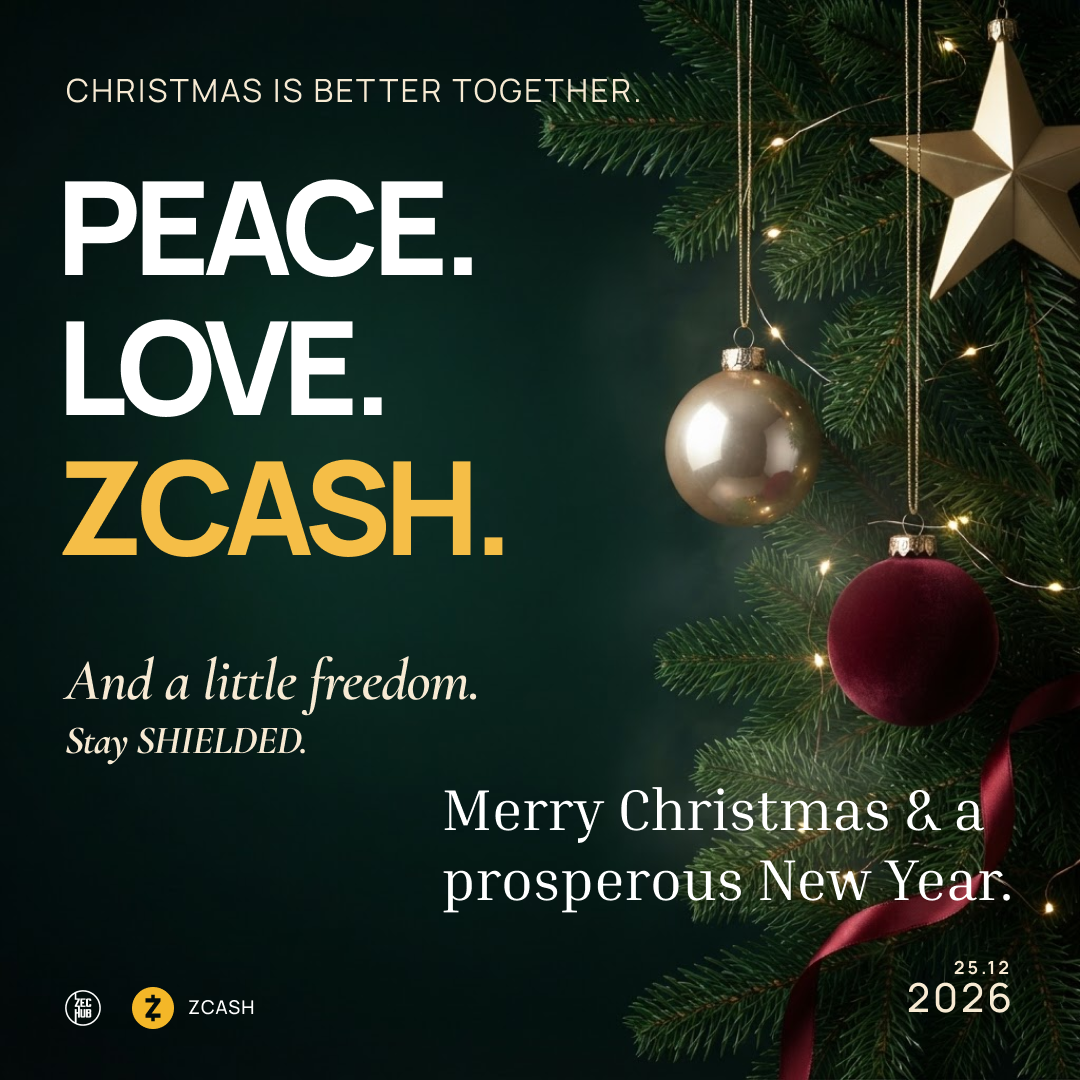 CHRISTMAS IS BETTER TOGETHER.
PEACE.
LOVE.
ZCASH.
And a little freedom.
Stay SHIELDED.
Merry Christmas & a
prosperous New Year.
25.12
2026
ZEC
HUB
ZCASH